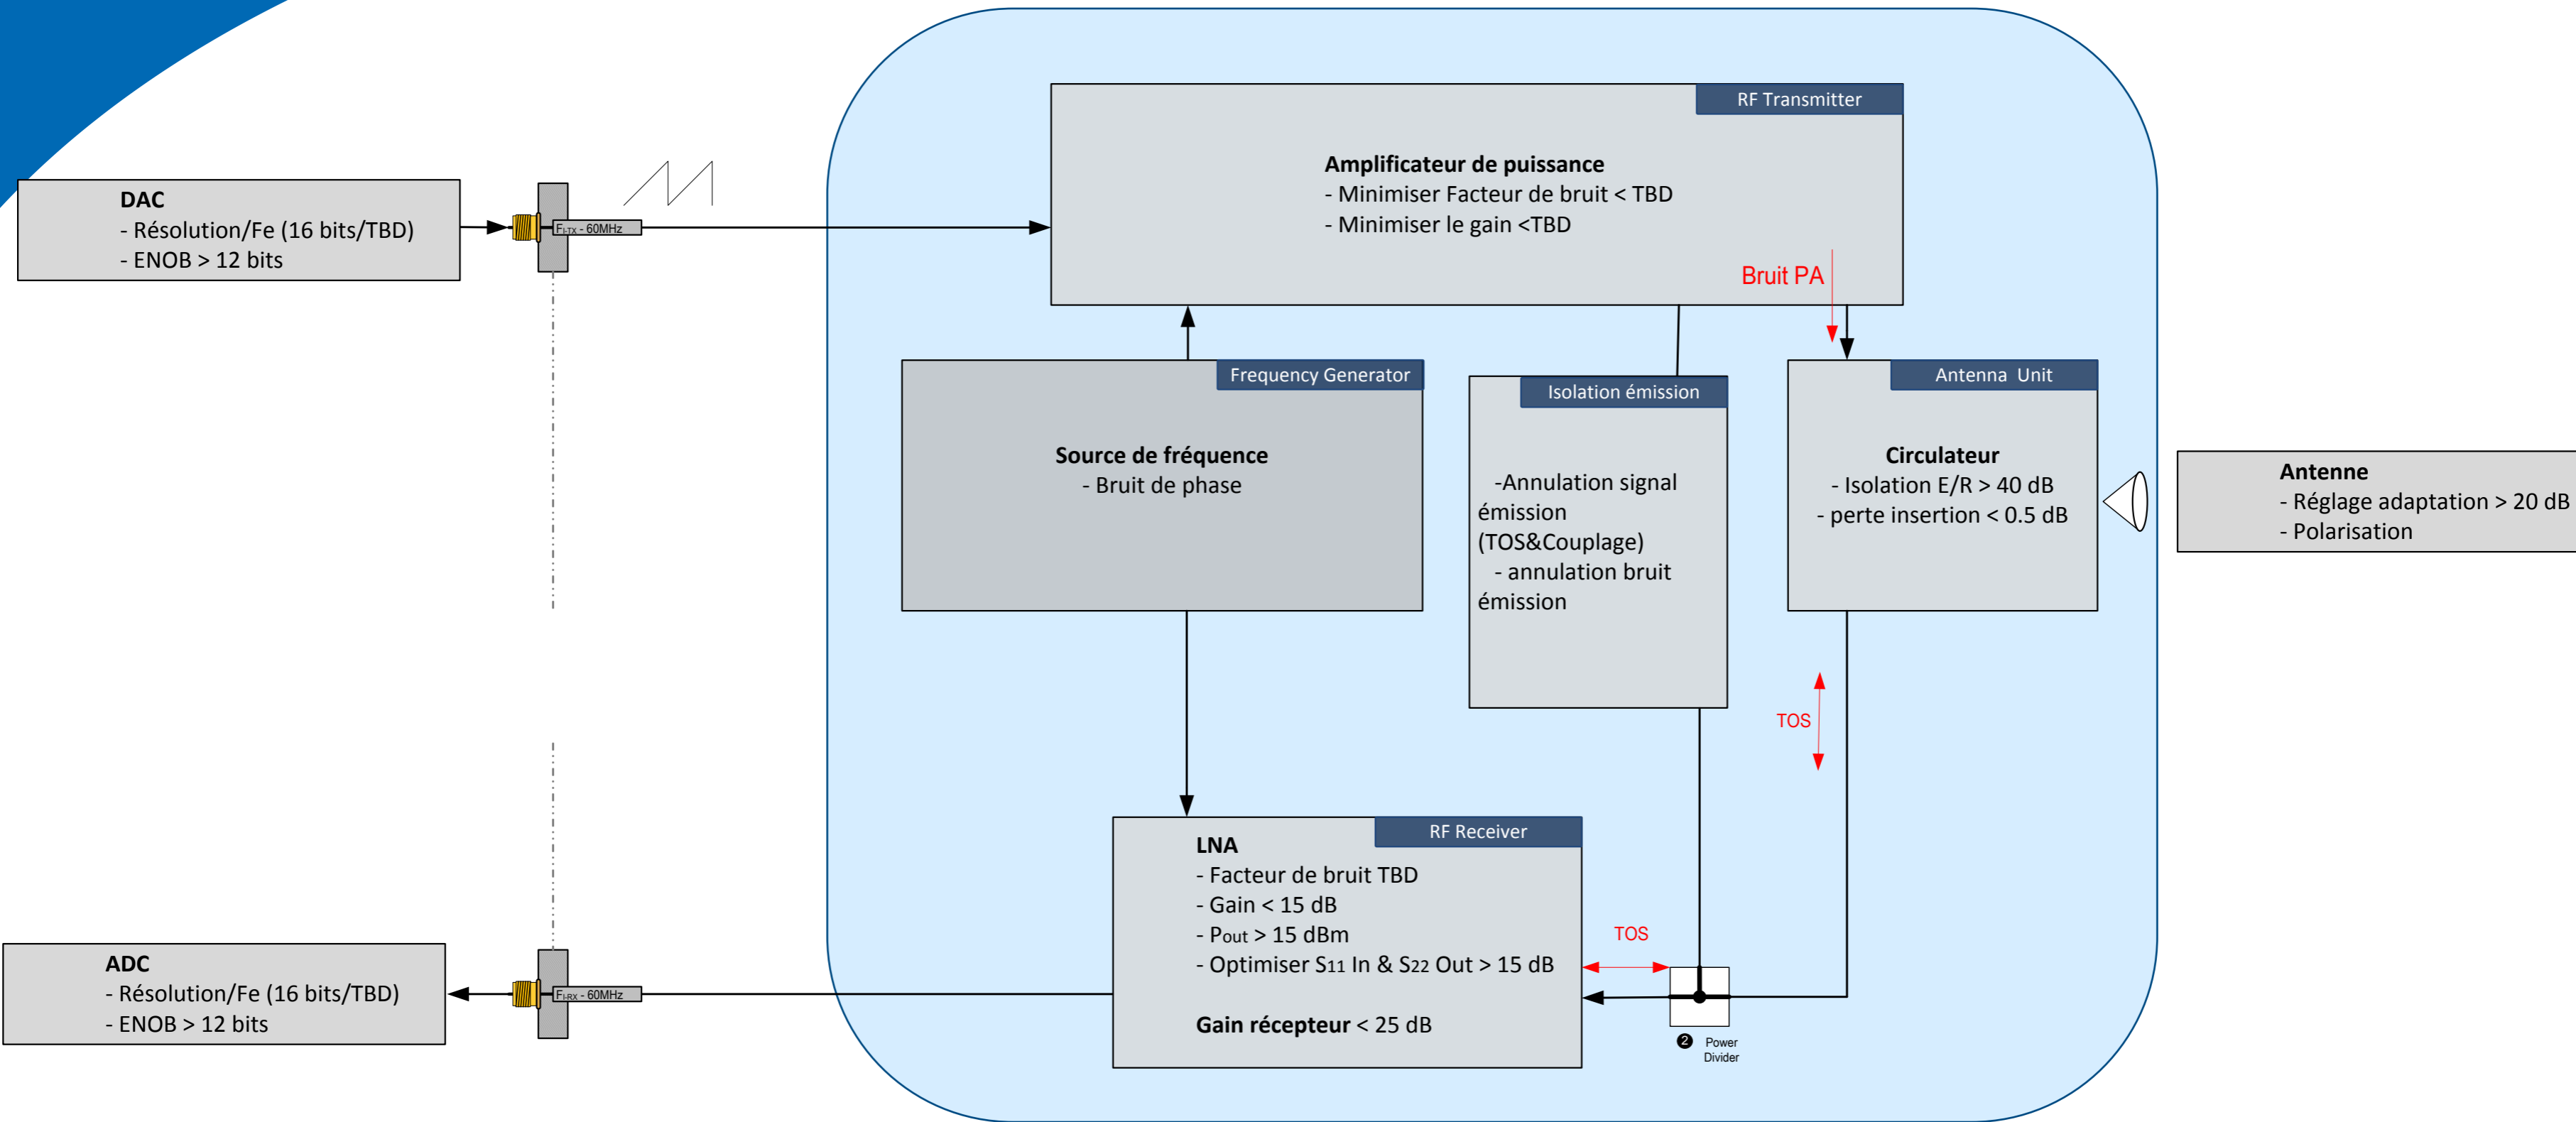 RF Transmitter
Amplificateur de puissance
- Minimiser Facteur de bruit < TBD
- Minimiser le gain <TBD
Bruit PA
DAC
- Résolution/Fe (16 bits/TBD)
- ENOB > 12 bits
FI-TX - 60MHz
Frequency Generator
Source de fréquence
- Bruit de phase
Isolation émission
-Annulation signal
émission
(TOS&Couplage)
- annulation bruit
émission
Antenna Unit
Circulateur
- Isolation E/R > 40 dB
- perte insertion < 0.5 dB
Antenne
- Réglage adaptation > 20 dB
- Polarisation
TOS
RF Receiver
LNA
- Facteur de bruit TBD
- Gain < 15 dB
- Pout > 15 dBm
- Optimiser S11 In & S22 Out > 15 dB
Gain récepteur < 25 dB
TOS
2 Power
Divider
ADC
- Résolution/Fe (16 bits/TBD)
- ENOB > 12 bits
FI-RX - 60MHz